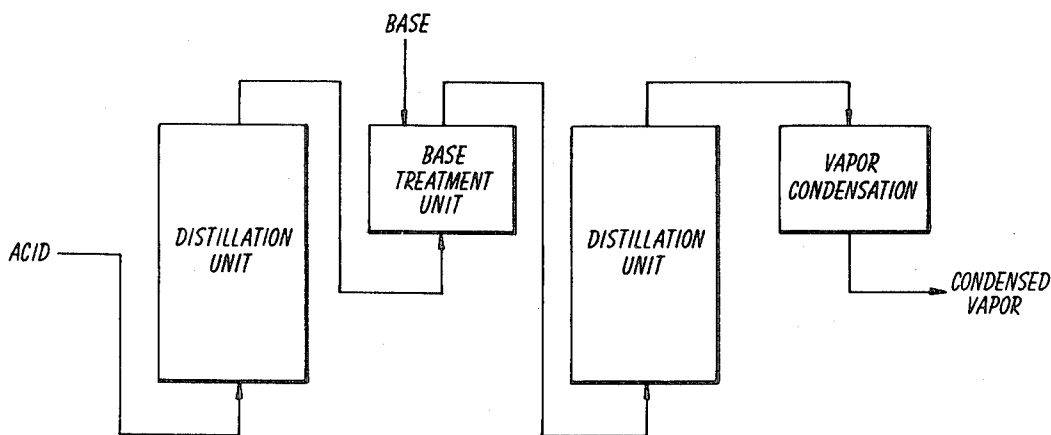 BASE
BASE
TREATMENT
UNIT
VAPOR
CONDENSATION
DISTILLATION
UNIT
DISTILLATION
UNIT
ACID
CONDENSED
VAPOR